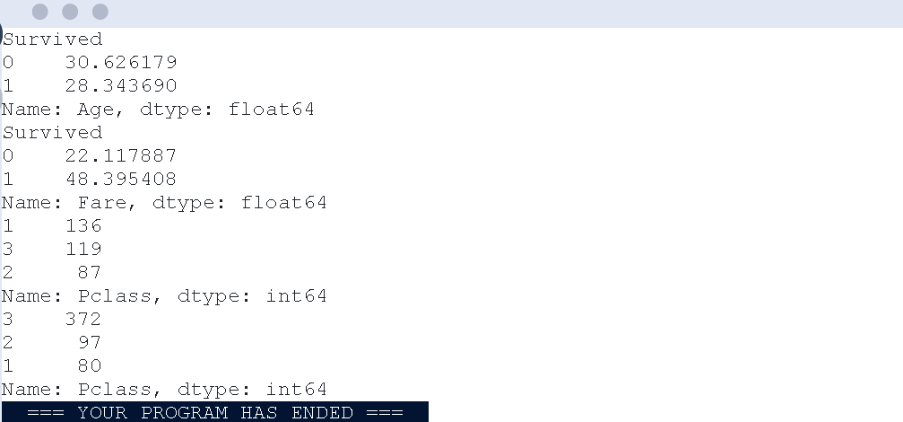 Survived
0    30.626179
1    28.343690
Name: Age, dtype: float64
Survived
0    22.117887
1    48.395408
Name: Fare, dtype: float64
1    136
3    119
2     87
Name: Pclass, dtype: int64
3    372
2     97
1     80
Name: Pclass, dtype: int64
=== YOUR PROGRAM HAS ENDED ===